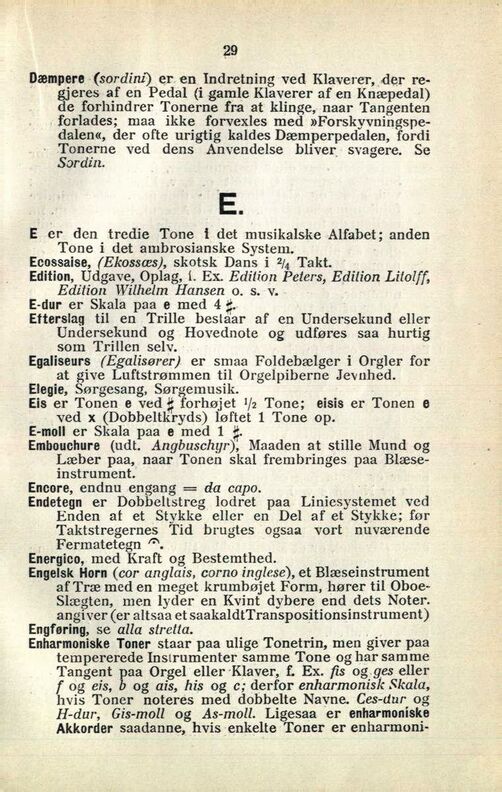 29
Dæmpere (sordini) er en Indretning ved Klaverer, der re-
gjeres af en Pedal (i gamle Klaverer af en Knæpedal)
de forhindrer Tonerne fra at klinge, naar Tangenten
forlades; maa ikke forvexles med »Forskyvningspe-
dalen«, der ofte urigtig kaldes Dæmperpedalen, fordi
Tonerne ved dens Anvendelse bliver svagere. Se
Sordin.
E.
E er den tredie Tone i det musikalske Alfabet; anden
Tone i det ambrosianske System.
Ecossaise, (Ekossæs), skotsk Dans i 2/4 Takt.
Edition, Udgave, Oplag, i. Ex. Edition Peters, Edition Litolff,
Edition Wilhelm Hansen o. s. v.
E-dur er Skala paa e med 4 ♯.
Efterslag til en Trille bestaar af en Undersekund eller
Undersekund og Hovednote og udføres saa hurtig
som Trillen selv.
Egaliseurs (Egalisører) er smaa Foldebælger i Orgler for
at give Luftstrømmen til Orgelpiberne Jevnhed.
Elegie, Sørgesang, Sørgemusik.
Eis er Tonen e ved ♯ forhøjet 1/2 Tone; eisis er Tonen e
ved x (Dobbeltkryds) løftet 1 Tone op.
E-moll er Skala paa e med 1 ♯.
Embouchure (udt. Angbuschyr), Maaden at stille Mund og
Læber paa, naar Tonen skal frembringes paa Blæse-
instrument.
Encore, endnu engang = da capo.
Endetegn er Dobbeltstreg lodret paa Liniesystemet ved
Enden af et Stykke eller en Del af et Stykke; før
Taktstregernes Tid brugtes ogsaa vort nuværende
Fermatetegn 𝄐.
Energico, med Kraft og Bestemthed.
Engelsk Horn (cor anglais, corno inglese), et Blæseinstrument
af Træ med en meget krumbøjet Form, hører til Oboe-
Slægten, men lyder en Kvint dybere end dets Noter.
angiver (er altsaa et saakaldt Transpositionsinstrument)
Engføring, se alla stretta.
Enharmoniske Toner staar paa ulige Tonetrin, men giver paa
tempererede Instrumenter samme Tone og har samme
Tangent paa Orgel eller Klaver, f. Ex. fis og ges eller
f og eis, b og ais, his og c; derfor enharmonisk Skala,
hvis Toner noteres med dobbelte Navne. Ces-dur og
H-dur, Gis-moll og As-moll. Ligesaa er enharmoniske
Akkorder saadanne, hvis enkelte Toner er enharmoni-